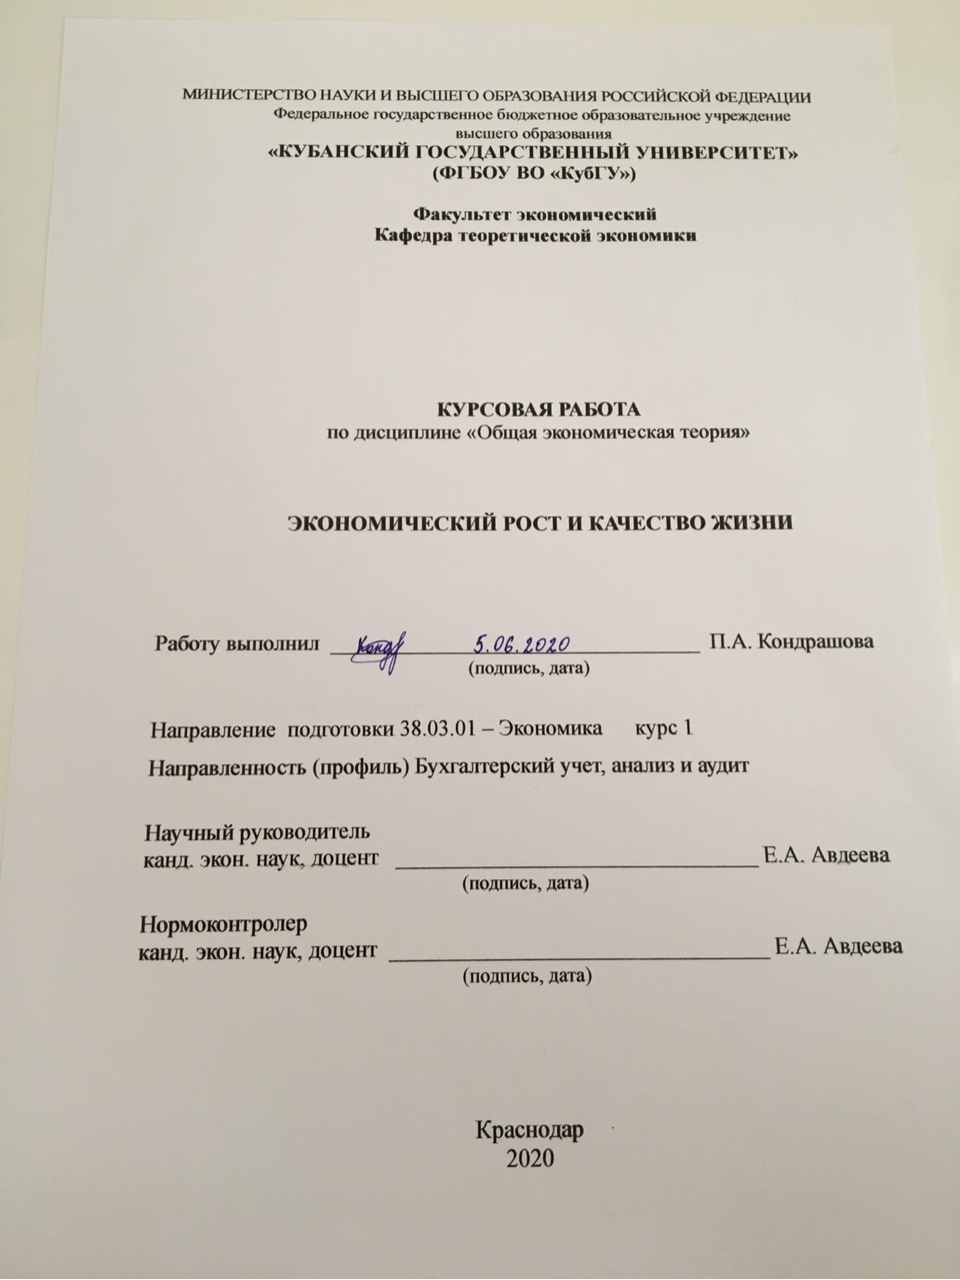 МИНИСТЕРСТВО НАУКИ И ВЫСШЕГО ОБРАЗОВАНИЯ РОССИЙСКОЙ ФЕДЕРАЦИИ
Федеральное государственное бюджетное образовательное учреждение
высшего образования
«КУБАНСКИЙ ГОСУДАРСТВЕННЫЙ УНИВЕРСИТЕТ»
(ФГБОУ ВО «КубГУ»)
Факультет экономический
Кафедра теоретической экономики
КУРСОВАЯ РАБОТА
по дисциплине «Общая экономическая теория»
ЭКОНОМИЧЕСКИЙ РОСТ И КАЧЕСТВО ЖИЗНИ
Работу выполнил 5.06.2020 П.А. Кондрашова
(подпись, дата)
Направление подготовки 38.03.01 – Экономика курс 1
Направленность (профиль) Бухгалтерский учет, анализ и аудит
Научный руководитель
канд. экон. наук, доцент Е.А. Авдеева
(подпись, дата)
Нормоконтролер
канд. экон. наук, доцент Е.А. Авдеева
(подпись, дата)
Краснодар
2020